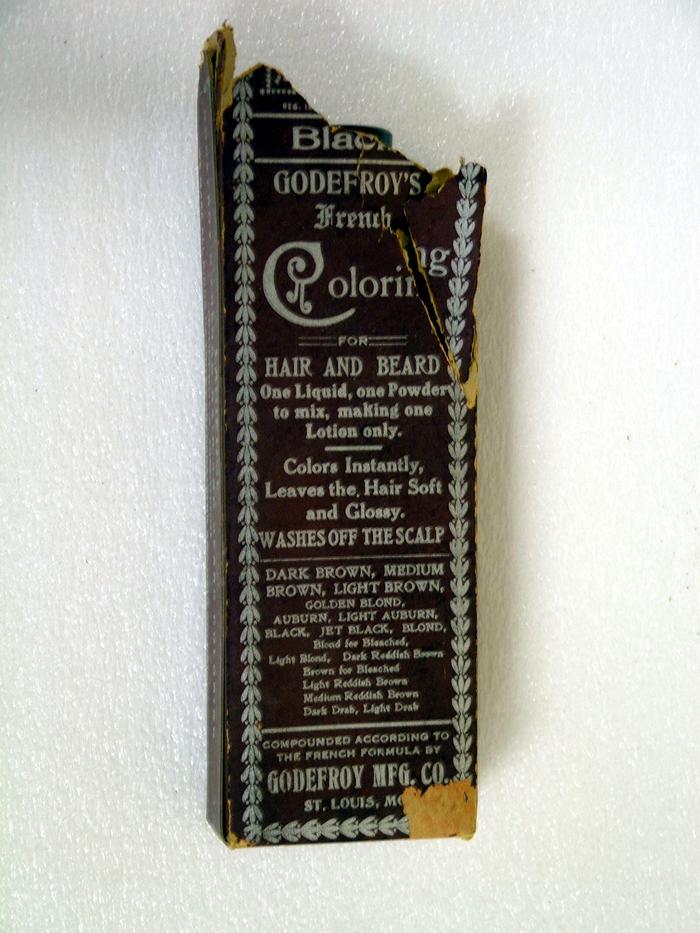 Black
GODEFROY'S
French
Coloring
FOR
HAIR AND BEARD
One Liquid, one Powder
to mix, making one
Lotion only.
Colors Instantly,
Leaves the Hair Soft
and Glossy.
WASHES OFF THE SCALP
DARK BROWN, MEDIUM
BROWN, LIGHT BROWN,
GOLDEN BLOND,
AUBURN, LIGHT AUBURN,
BLACK, JET BLACK, BLOND,
Blond for Bleached,
Light Blond, Dark Reddish Brown
Brown for Bleached
Light Reddish Brown
Medium Reddish Brown
Dark Drab, Light Drab
COMPOUNDED ACCORDING TO
THE FRENCH FORMULA BY
GODEFROY MFG. CO.
ST. LOUIS, MO